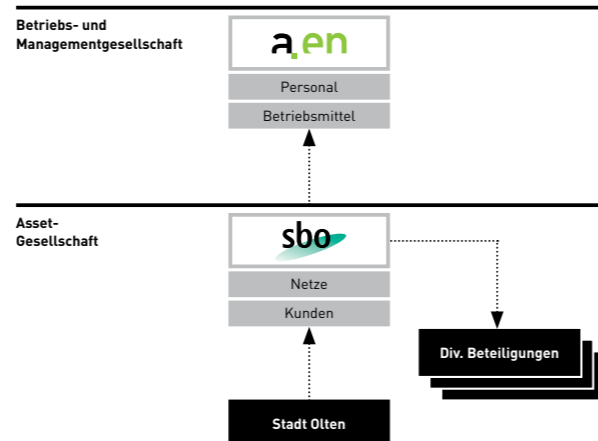 Betriebs- und
Managementgesellschaft
a.en
Personal
Betriebsmittel
Asset-
Gesellschaft
sbo
Netze
Kunden
Div. Beteiligungen
Stadt Olten